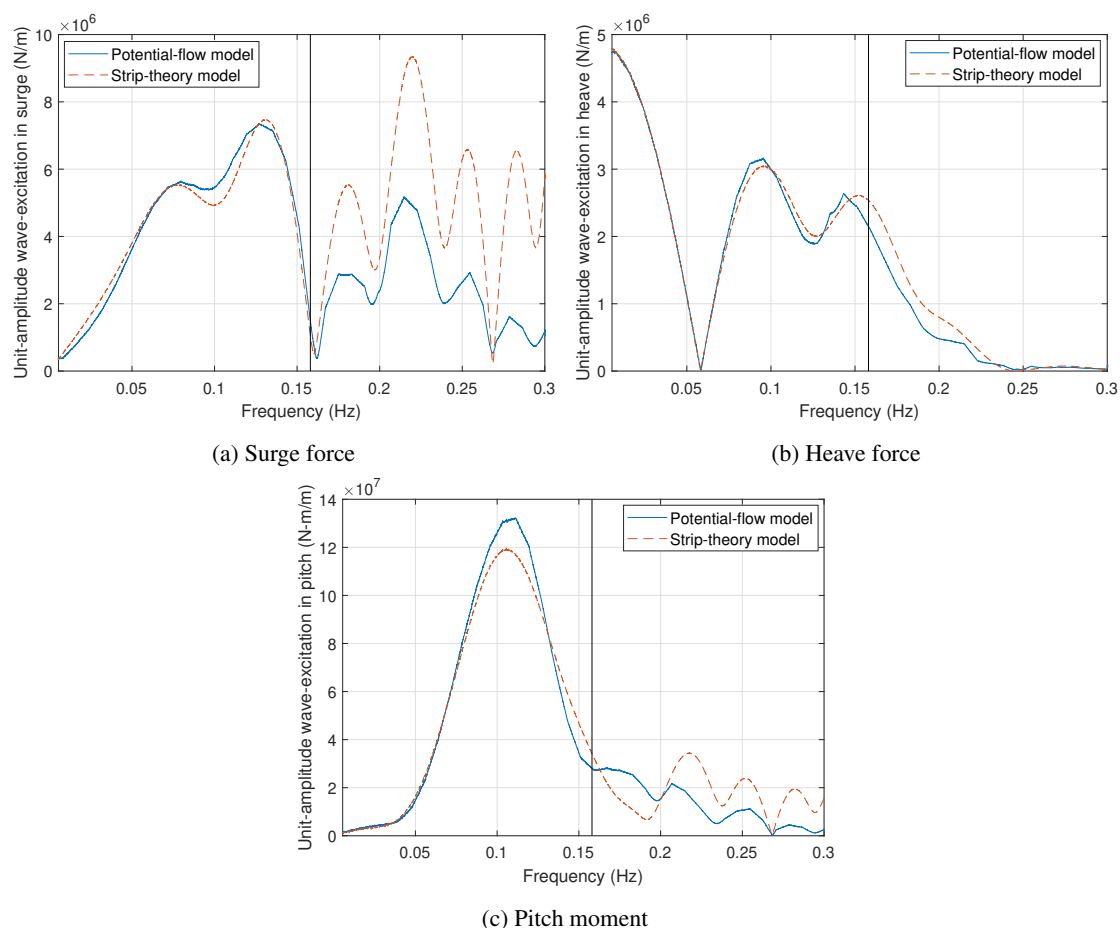 ×10^6
10
8
6
4
2
0
Unit-amplitude wave-excitation in surge (N/m)
Potential-flow model
Strip-theory model
0.05 0.1 0.15 0.2 0.25 0.3
Frequency (Hz)
(a) Surge force
×10^6
5
4
3
2
1
0
Unit-amplitude wave-excitation in heave (N/m)
Potential-flow model
Strip-theory model
0.05 0.1 0.15 0.2 0.25 0.3
Frequency (Hz)
(b) Heave force
×10^7
14
12
10
8
6
4
2
0
Unit-amplitude wave-excitation in pitch (N-m/m)
Potential-flow model
Strip-theory model
0.05 0.1 0.15 0.2 0.25 0.3
Frequency (Hz)
(c) Pitch moment